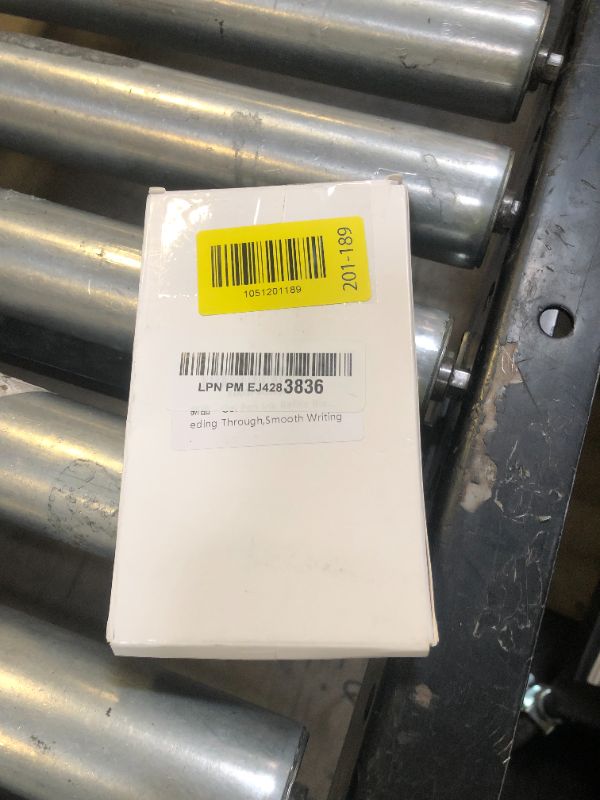 1051201189
201-189
LPN PM EJ4283836
eding Through,Smooth Writing